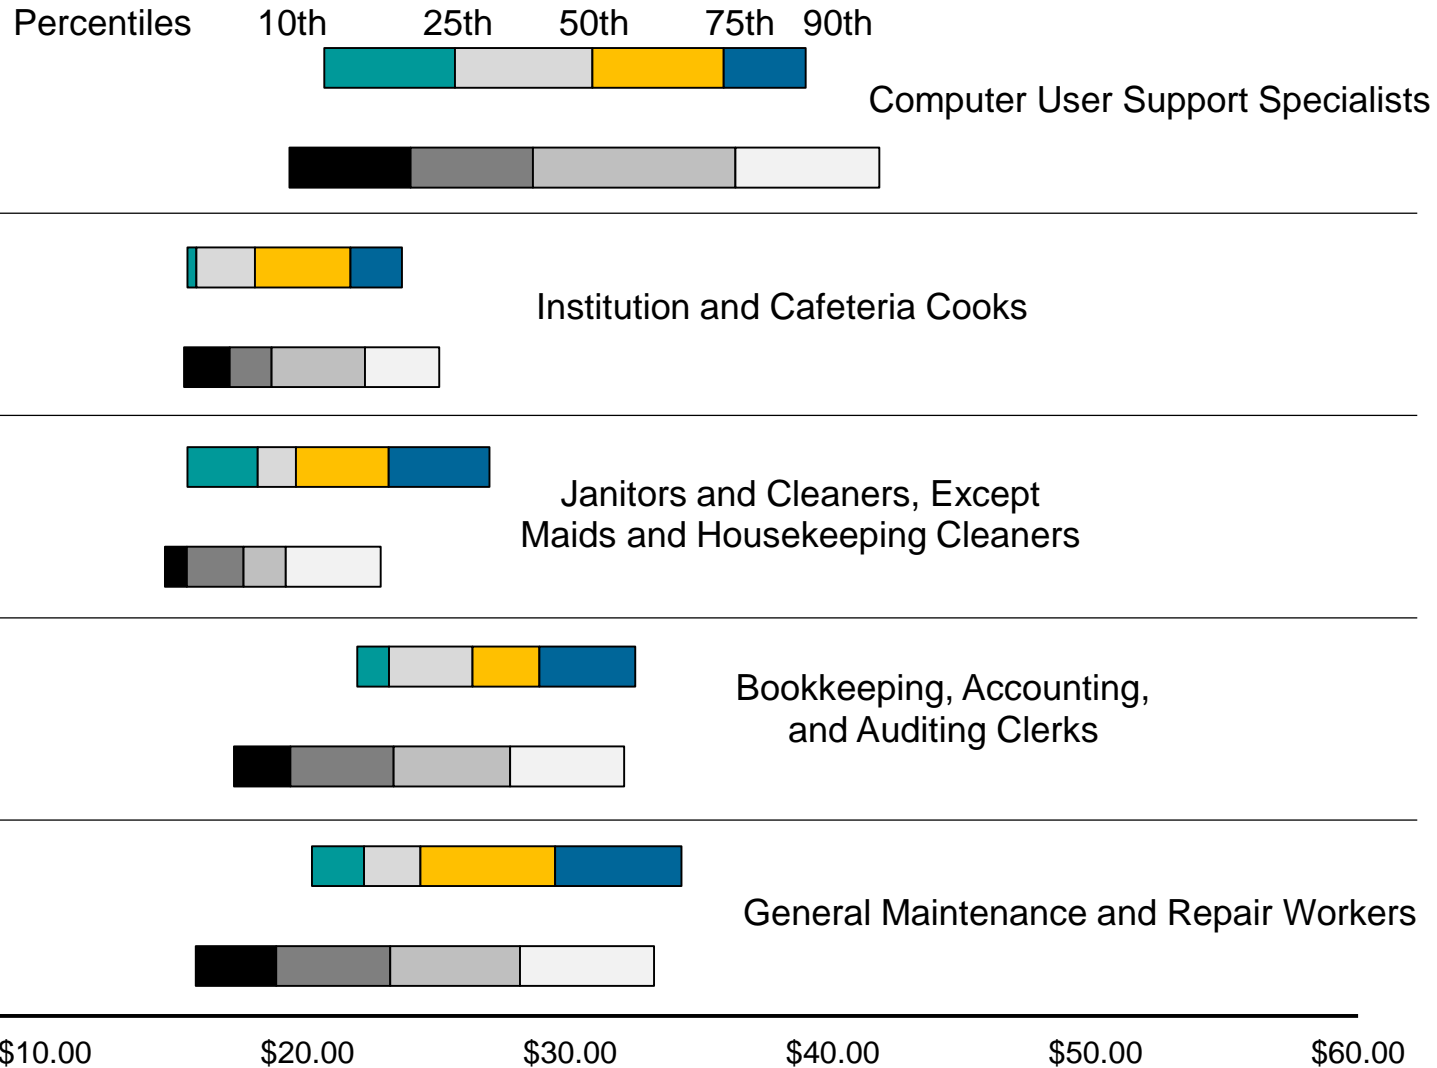 Percentiles 10th 25th 50th 75th 90th
Computer User Support Specialists
Institution and Cafeteria Cooks
Janitors and Cleaners, Except
Maids and Housekeeping Cleaners
Bookkeeping, Accounting,
and Auditing Clerks
General Maintenance and Repair Workers
$10.00 $20.00 $30.00 $40.00 $50.00 $60.00